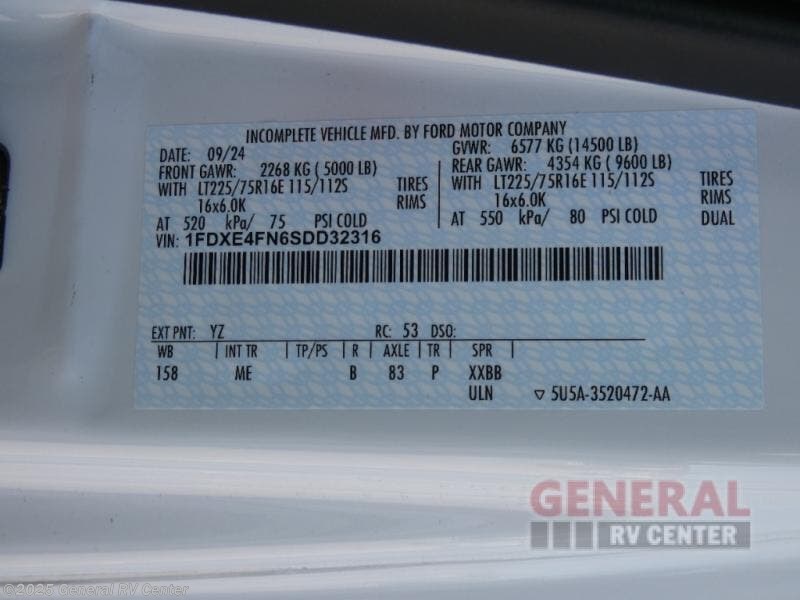 INCOMPLETE VEHICLE MFD. BY FORD MOTOR COMPANY
DATE: 09/24 GVWR: 6577 KG (14500 LB)
FRONT GAWR: 2268 KG (5000 LB) REAR GAWR: 4354 KG (9600 LB)
WITH LT225/75R16E 115/112S TIRES WITH LT225/75R16E 115/112S TIRES
16x6.0K RIMS 16x6.0K RIMS
AT 520 kPa/ 75 PSI COLD AT 550 kPa/ 80 PSI COLD DUAL
VIN: 1FDXE4FN6SDD32316
EXT PNT: YZ RC: 53 DSO:
WB | INT TR | TP/PS | R | AXLE | TR | SPR |
158 ME B 83 P XXBB
ULN ▽ 5U5A-3520472-AA
GENERAL
RV CENTER
©2025 General RV Center